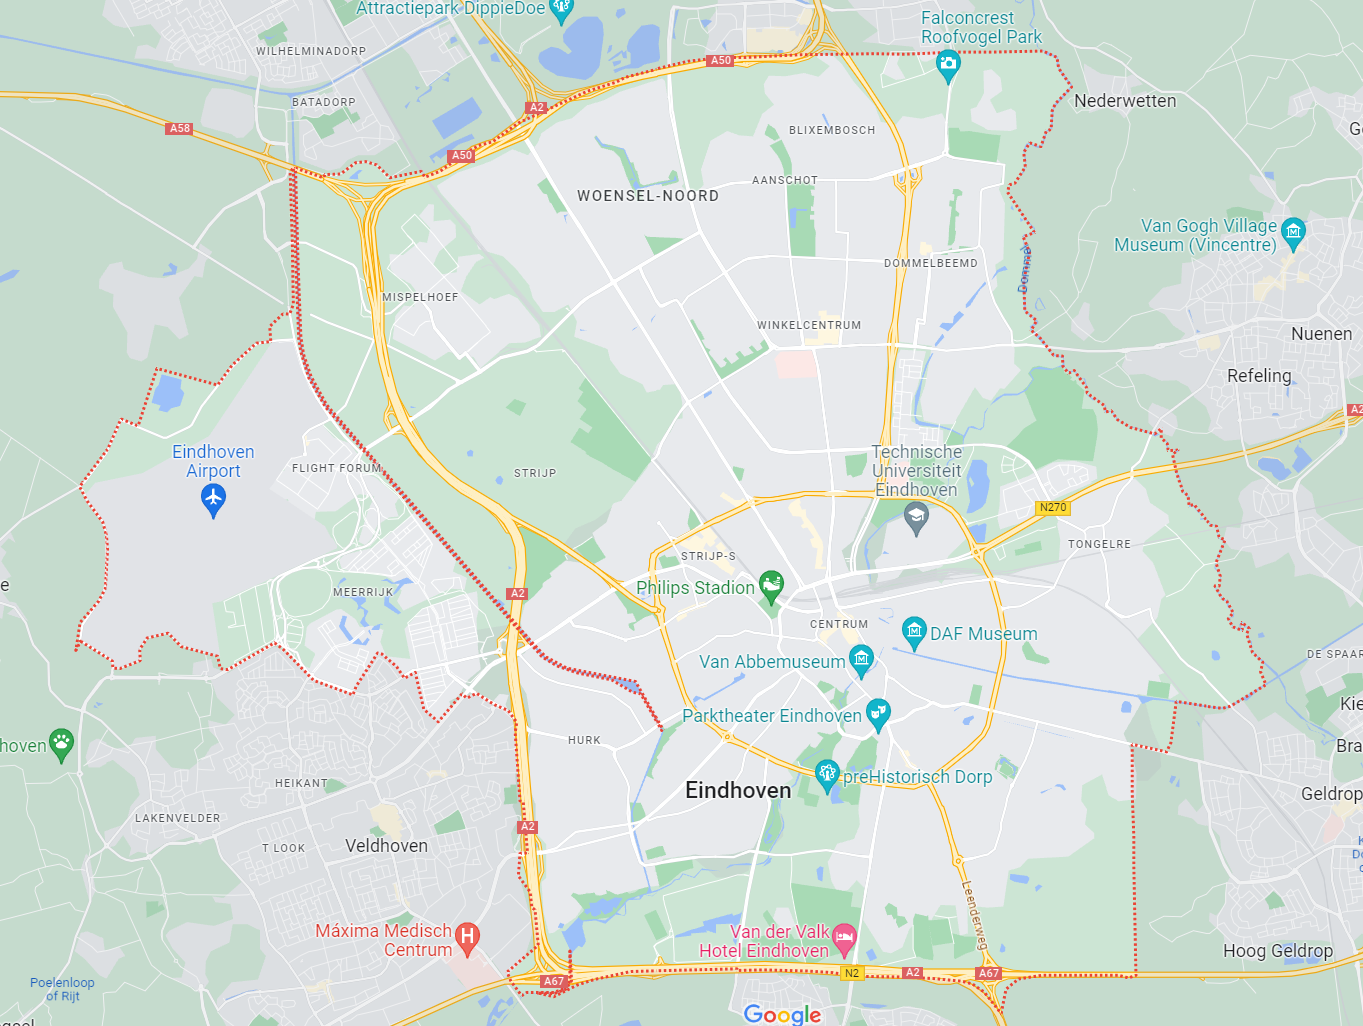 Attractiepark DippieDoe
Falconcrest
Roofvogel Park
WILHELMINADORP
A50
BATADORP
A2
Nederwetten
A58
BLIXEMBOSCH
A50
AANSCHOT
WOENSEL-NOORD
Van Gogh Village
Museum (Vincentre)
DOMMELBEEMD
Dommel
MISPELHOEF
WINKELCENTRUM
Nuenen
Refeling
A2
Eindhoven
Airport
Technische
Universiteit
Eindhoven
FLIGHT FORUM
STRIJP
N270
TONGELRE
STRIJP-S
Philips Stadion
MEERRIJK
A2
CENTRUM
DAF Museum
Van Abbemuseum
DE SPAAR
Kie
Parktheater Eindhoven
hoven
HURK
Bra
preHistorisch Dorp
HEIKANT
Eindhoven
Geldrop
LAKENVELDER
A2
T LOOK
Veldhoven
Leenderweg
Máxima Medisch
Centrum
Van der Valk
Hotel Eindhoven
Hoog Geldrop
N2
A2
A67
A67
Poelenloop
of Rijt
Google